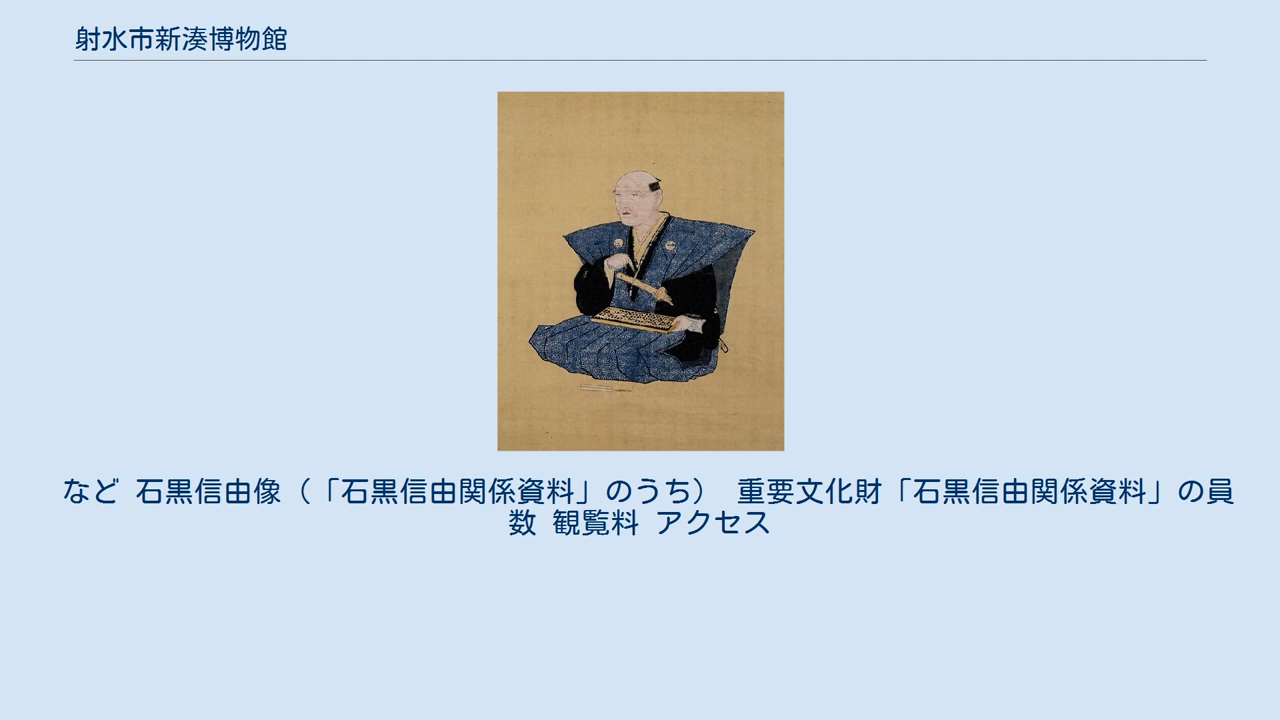 射水市新湊博物館
など 石黒信由像（「石黒信由関係資料」のうち） 重要文化財「石黒信由関係資料」の員
数 観覧料 アクセス